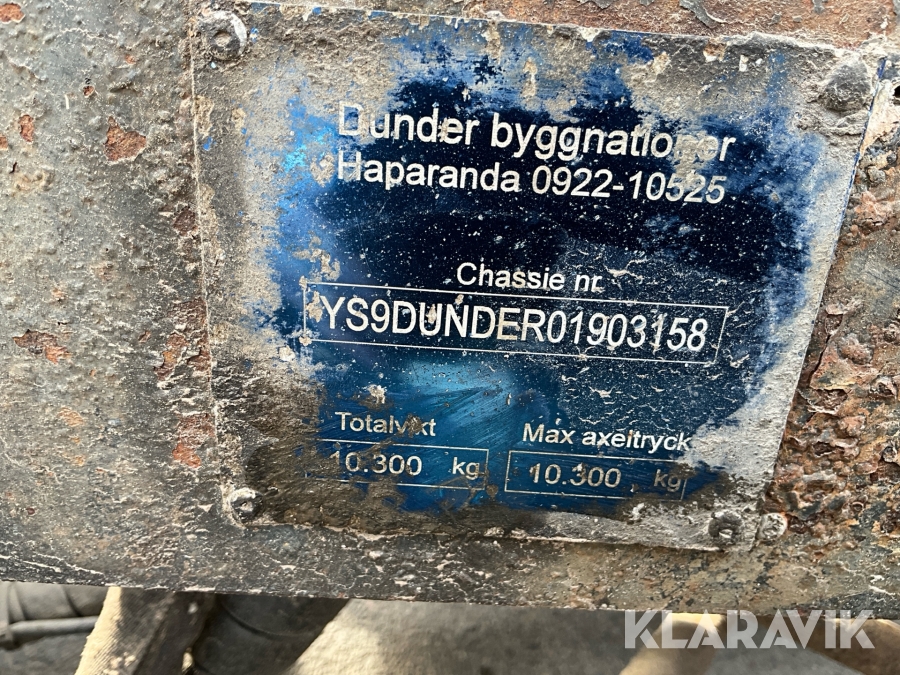 Dunder byggnationer
Haparanda 0922-10525
Chassie nr
YS9DUNDER01903158
Totalvikt
Max axeltryck
10.300 kg
10.300 kg
KLARAVIK